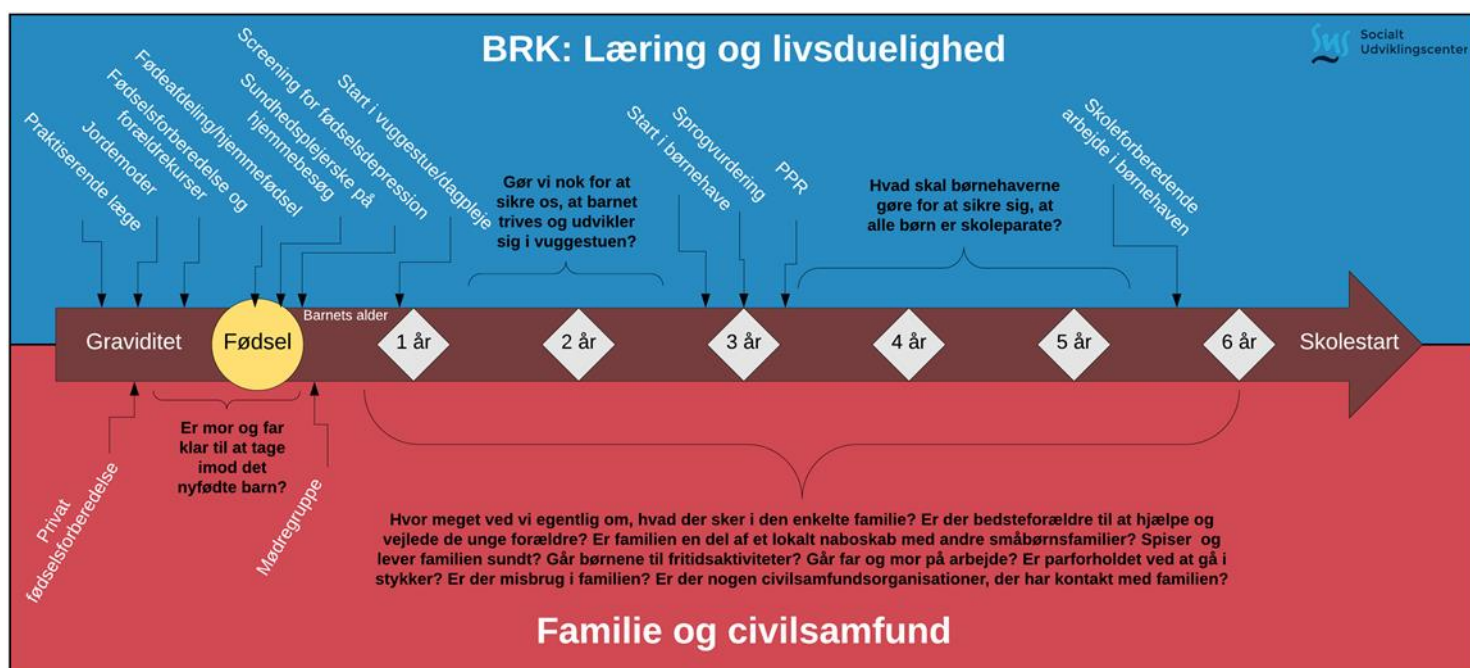 BRK: Læring og livsduelighed
Sus
Socialt
Udviklingscenter
Praktiserende læge
Jordemoder
Fødselsforberedelse og
forældrekurser
Fødeafdeling/hjemmefødsel
Sundhedsplejerske på
hjemmebesøg
Screening for fødselsdepression
Start i vuggestue/dagpleje
Gør vi nok for at
sikre os, at barnet
trives og udvikler
sig i vuggestuen?
Start i børnehave
Sprogvurdering
PPR
Hvad skal børnehaverne
gøre for at sikre sig, at
alle børn er skoleparate?
Skoleforberedende
arbejde i børnehaven
Graviditet
Fødsel
Barnets alder
1 år
2 år
3 år
4 år
5 år
6 år
Skolestart
Privat
fødselsforberedelse
Er mor og far
klar til at tage
imod det
nyfødte barn?
Mødregruppe
Hvor meget ved vi egentlig om, hvad der sker i den enkelte familie? Er der bedsteforældre til at hjælpe og
vejlede de unge forældre? Er familien en del af et lokalt naboskab med andre småbørnsfamilier? Spiser og
lever familien sundt? Går børnene til fritidsaktiviteter? Går far og mor på arbejde? Er parforholdet ved at gå i
stykker? Er der misbrug i familien? Er der nogen civilsamfundsorganisationer, der har kontakt med familien?
Familie og civilsamfund